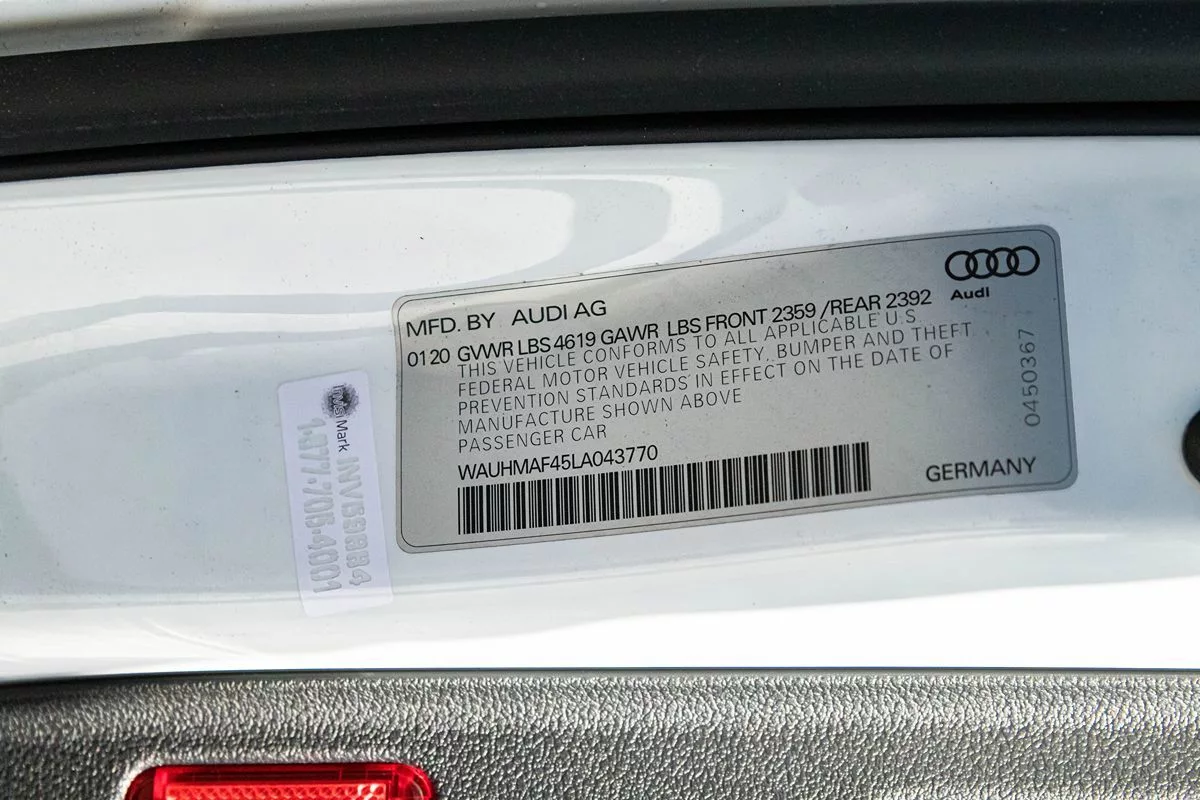 Audi
MFD. BY AUDI AG
0120 GVWR LBS 4619 GAWR LBS FRONT 2359 /REAR 2392
THIS VEHICLE CONFORMS TO ALL APPLICABLE U.S.
FEDERAL MOTOR VEHICLE SAFETY, BUMPER AND THEFT
PREVENTION STANDARDS IN EFFECT ON THE DATE OF
MANUFACTURE SHOWN ABOVE
PASSENGER CAR
WAUHMAF45LA043770
GERMANY
0450367
InVisiMark
1-877-706-4001